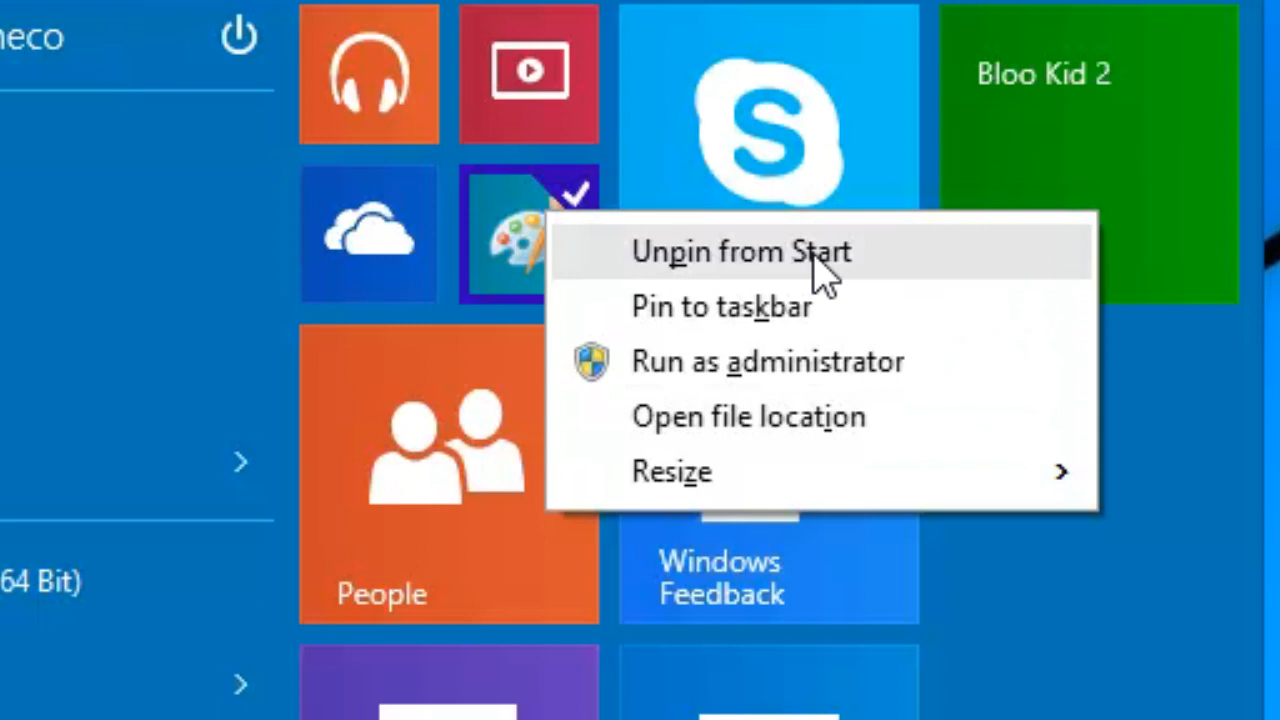 neco
Bloo Kid 2
S
Unpin from Start
Pin to taskbar
Run as administrator
Open file location
Resize
Windows
Feedback
64 Bit)
People